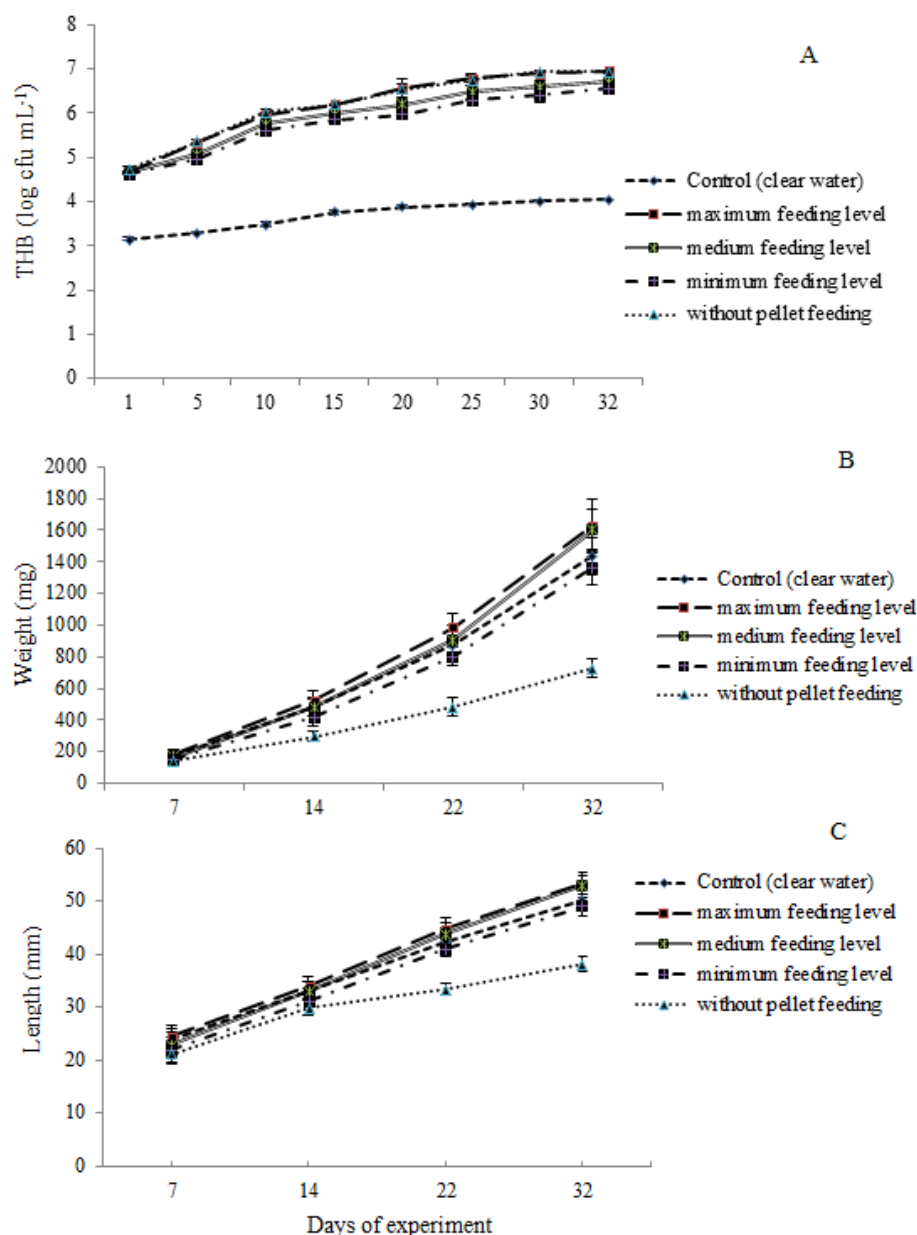 A
THB (log cfu mL⁻¹)
8
7
6
5
4
3
2
1
0
1 5 10 15 20 25 30 32
Control (clear water)
maximum feeding level
medium feeding level
minimum feeding level
without pellet feeding
B
Weight (mg)
2000
1800
1600
1400
1200
1000
800
600
400
200
0
7 14 22 32
Control (clear water)
maximum feeding level
medium feeding level
minimum feeding level
without pellet feeding
C
Length (mm)
60
50
40
30
20
10
0
7 14 22 32
Control (clear water)
maximum feeding level
medium feeding level
minimum feeding level
without pellet feeding
Days of experiment